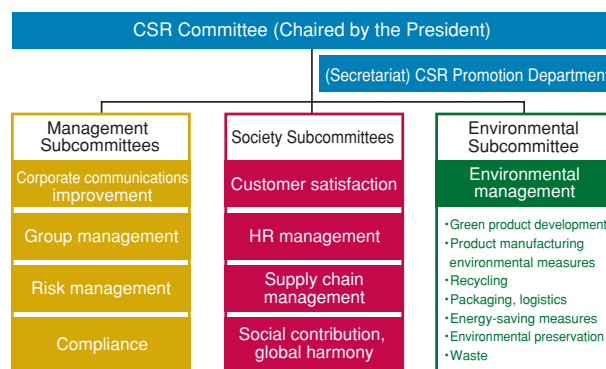 CSR Committee (Chaired by the President)
(Secretariat) CSR Promotion Department
Management
Subcommittees
Corporate communications
improvement
Group management
Risk management
Compliance
Society Subcommittees
Customer satisfaction
HR management
Supply chain
management
Social contribution,
global harmony
Environmental
Subcommittee
Environmental
management
・Green product development
・Product manufacturing
environmental measures
・Recycling
・Packaging, logistics
・Energy-saving measures
・Environmental preservation
・Waste